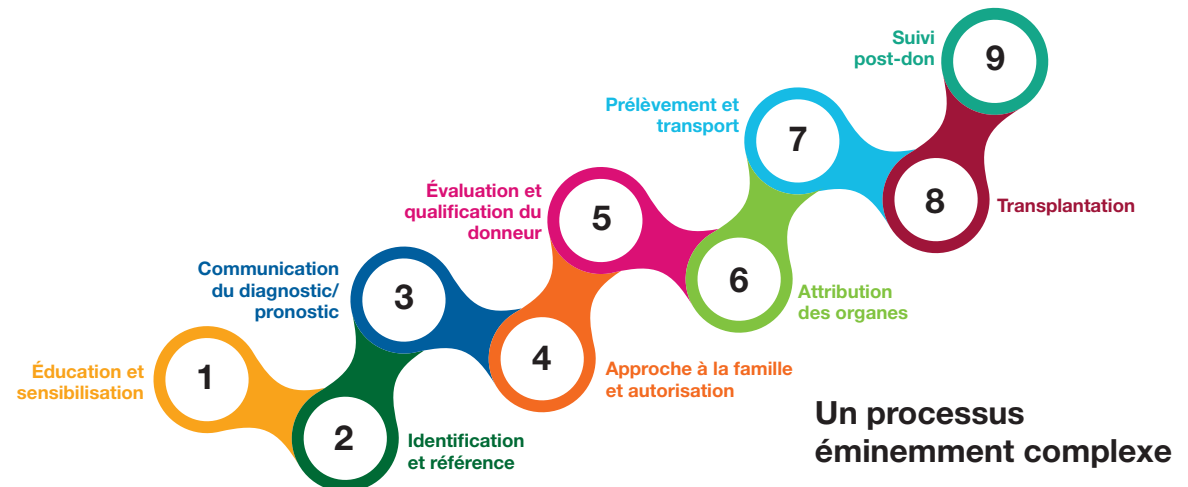 1
Éducation et
sensibilisation
2
Identification
et référence
3
Communication
du diagnostic/
pronostic
4
Approche à la famille
et autorisation
5
Évaluation et
qualification du
donneur
6
Attribution
des organes
7
Prélèvement et
transport
8
Transplantation
9
Suivi
post-don
Un processus
éminemment complexe